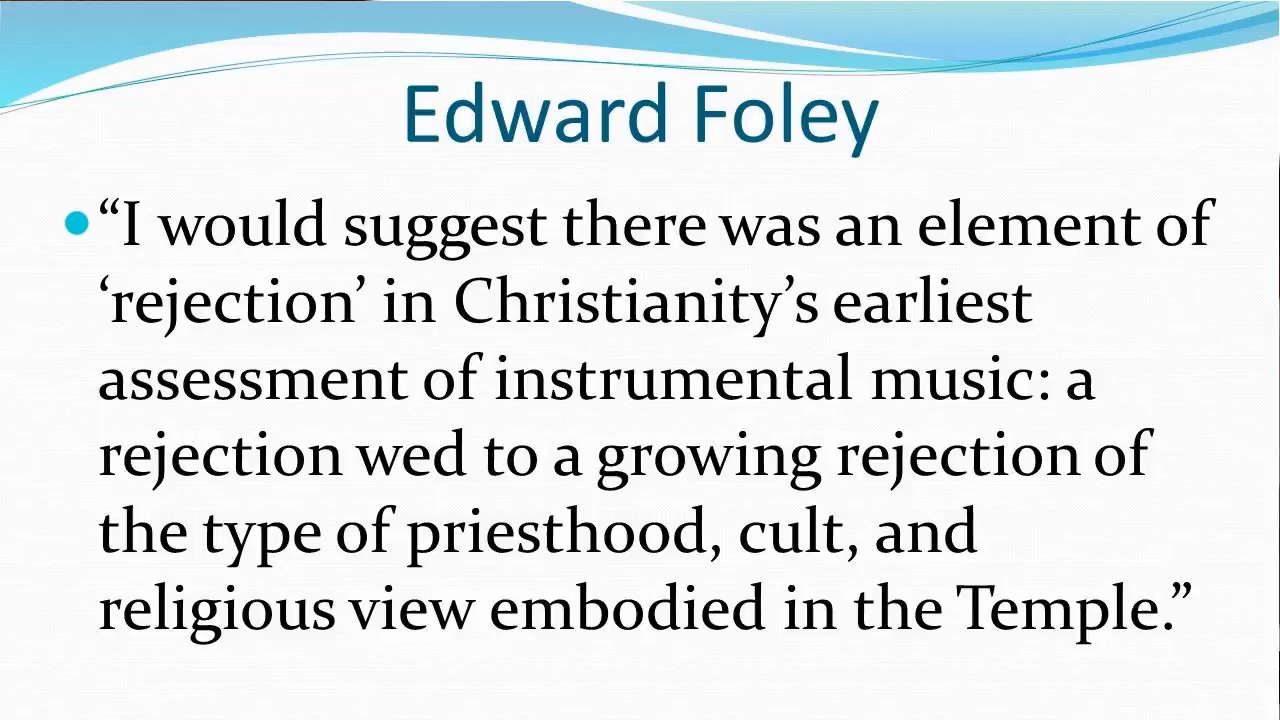 Edward Foley
• “I would suggest there was an element of
‘rejection’ in Christianity’s earliest
assessment of instrumental music: a
rejection wed to a growing rejection of
the type of priesthood, cult, and
religious view embodied in the Temple.”